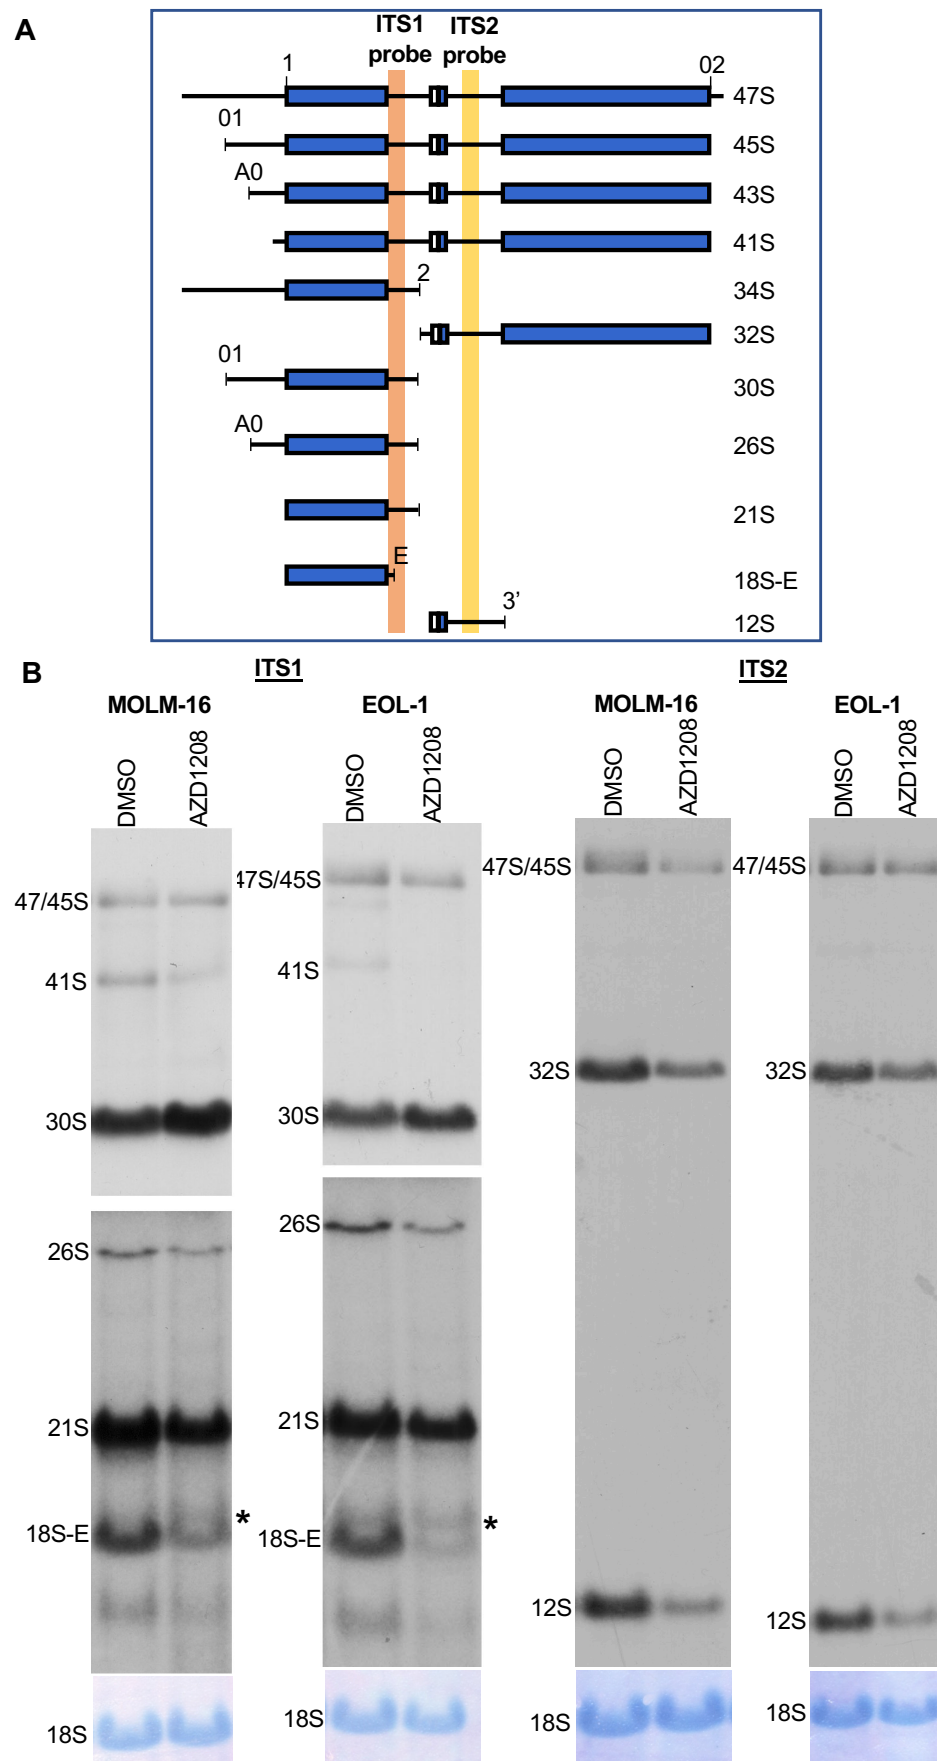 A
ITS1 probe
ITS2 probe
1
02
47S
01
45S
A0
43S
41S
2
34S
32S
01
30S
A0
26S
21S
E
18S-E
3’
12S
B
ITS1
ITS2
MOLM-16
EOL-1
MOLM-16
EOL-1
DMSO
AZD1208
DMSO
AZD1208
DMSO
AZD1208
DMSO
AZD1208
47/45S
41S
30S
26S
21S
18S-E
*
18S
47S/45S
41S
30S
26S
21S
18S-E
*
18S
47S/45S
32S
12S
18S
47/45S
32S
12S
18S